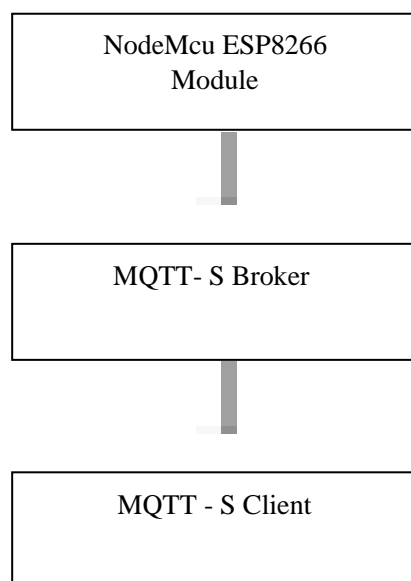 NodeMcu ESP8266
Module
MQTT- S Broker
MQTT - S Client